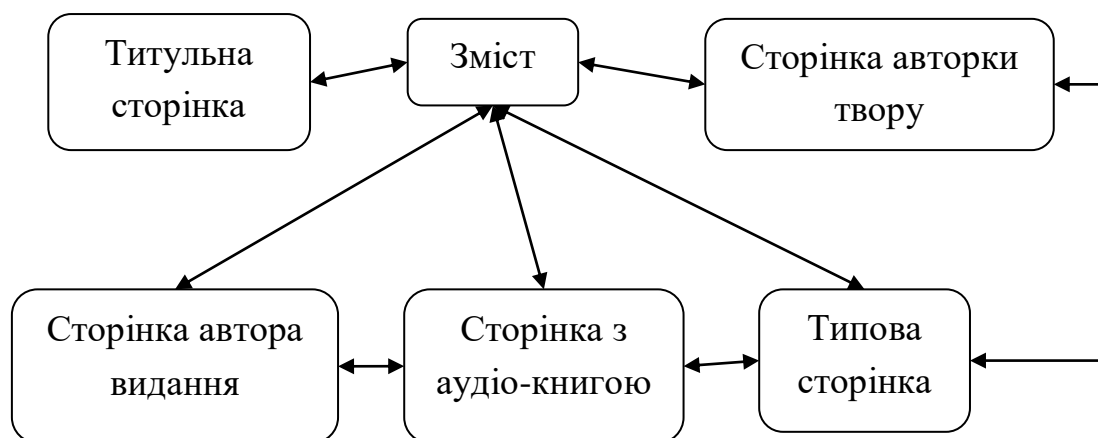 Титульна
сторінка
Зміст
Сторінка авторки
твору
Сторінка автора
видання
Сторінка з
аудіо-книгою
Типова
сторінка